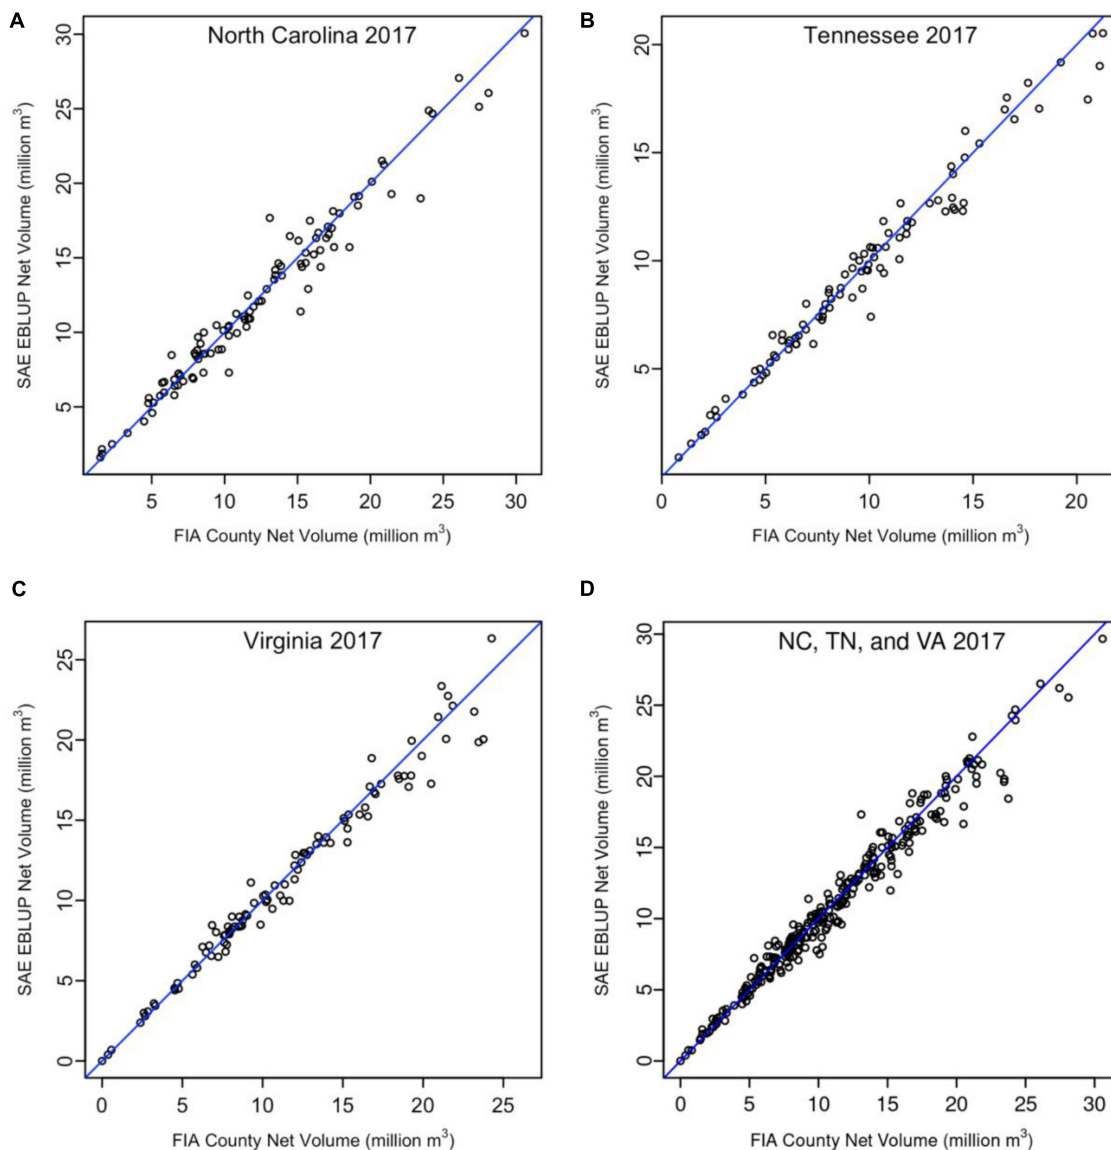 A
North Carolina 2017
SAE EBLUP Net Volume (million m³)
5 10 15 20 25 30
5 10 15 20 25 30
FIA County Net Volume (million m³)
B
Tennessee 2017
SAE EBLUP Net Volume (million m³)
5 10 15 20
0 5 10 15 20
FIA County Net Volume (million m³)
C
Virginia 2017
SAE EBLUP Net Volume (million m³)
0 5 10 15 20 25
0 5 10 15 20 25
FIA County Net Volume (million m³)
D
NC, TN, and VA 2017
SAE EBLUP Net Volume (million m³)
0 5 10 15 20 25 30
0 5 10 15 20 25 30
FIA County Net Volume (million m³)